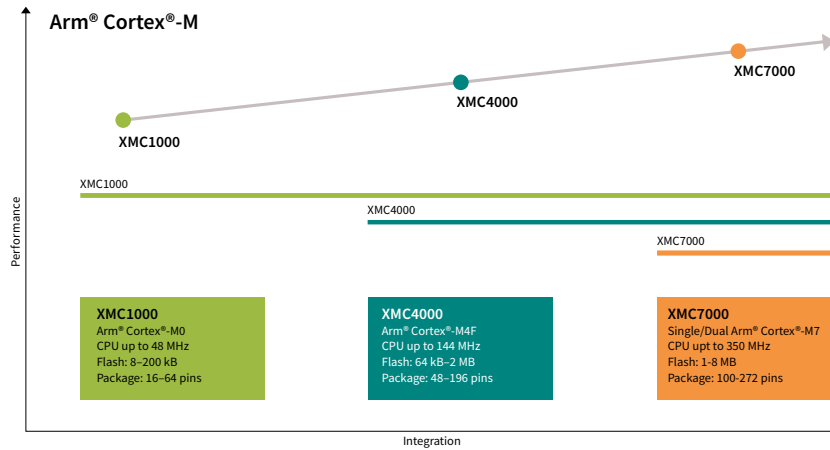 Arm® Cortex®-M
XMC7000
XMC4000
XMC1000
XMC1000
XMC4000
XMC7000
Performance
XMC1000
Arm® Cortex®-M0
CPU up to 48 MHz
Flash: 8–200 kB
Package: 16–64 pins
XMC4000
Arm® Cortex®-M4F
CPU up to 144 MHz
Flash: 64 kB–2 MB
Package: 48–196 pins
XMC7000
Single/Dual Arm® Cortex®-M7
CPU upt to 350 MHz
Flash: 1-8 MB
Package: 100-272 pins
Integration